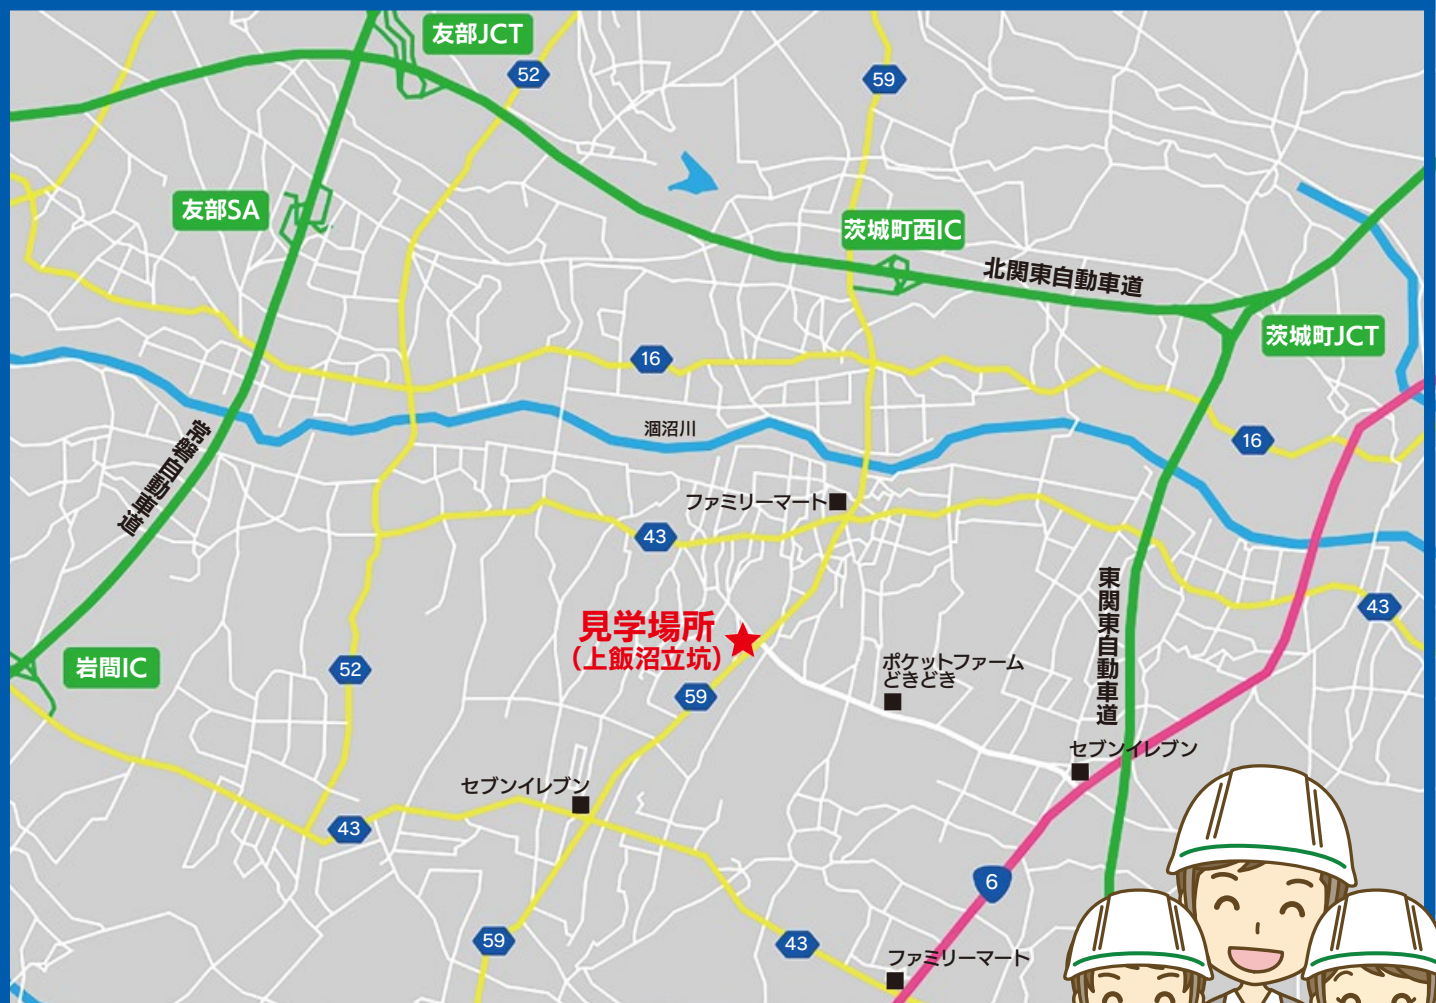 友部JCT
52
59
友部SA
茨城町西IC
北関東自動車道
茨城町JCT
16
涸沼川
16
常磐自動車道
ファミリーマート
43
東関東自動車道
43
見学場所
(上飯沼立坑)
ポケットファーム
どきどき
岩間IC
52
59
セブンイレブン
セブンイレブン
43
6
59
43
ファミリーマート